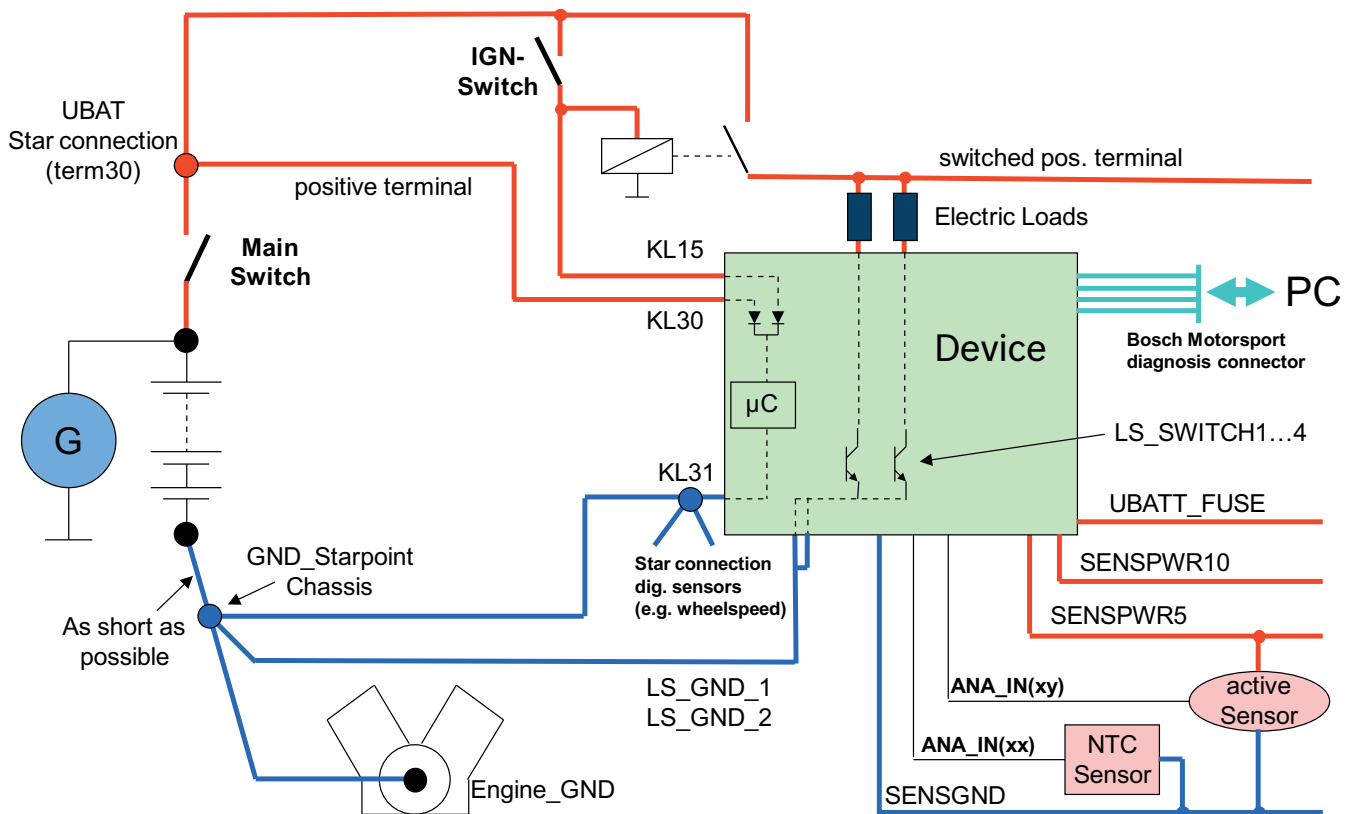 IGN-
Switch
UBAT
Star connection
(term30)
positive terminal
switched pos. terminal
Electric Loads
Main
Switch
KL15
KL30
Device
PC
Bosch Motorsport
diagnosis connector
µC
G
LS_SWITCH1…4
KL31
UBATT_FUSE
GND_Starpoint
Chassis
Star connection
dig. sensors
(e.g. wheelspeed)
SENSPWR10
As short as
possible
SENSPWR5
LS_GND_1
LS_GND_2
ANA_IN(xy)
active
Sensor
ANA_IN(xx)
NTC
Sensor
Engine_GND
SENSGND